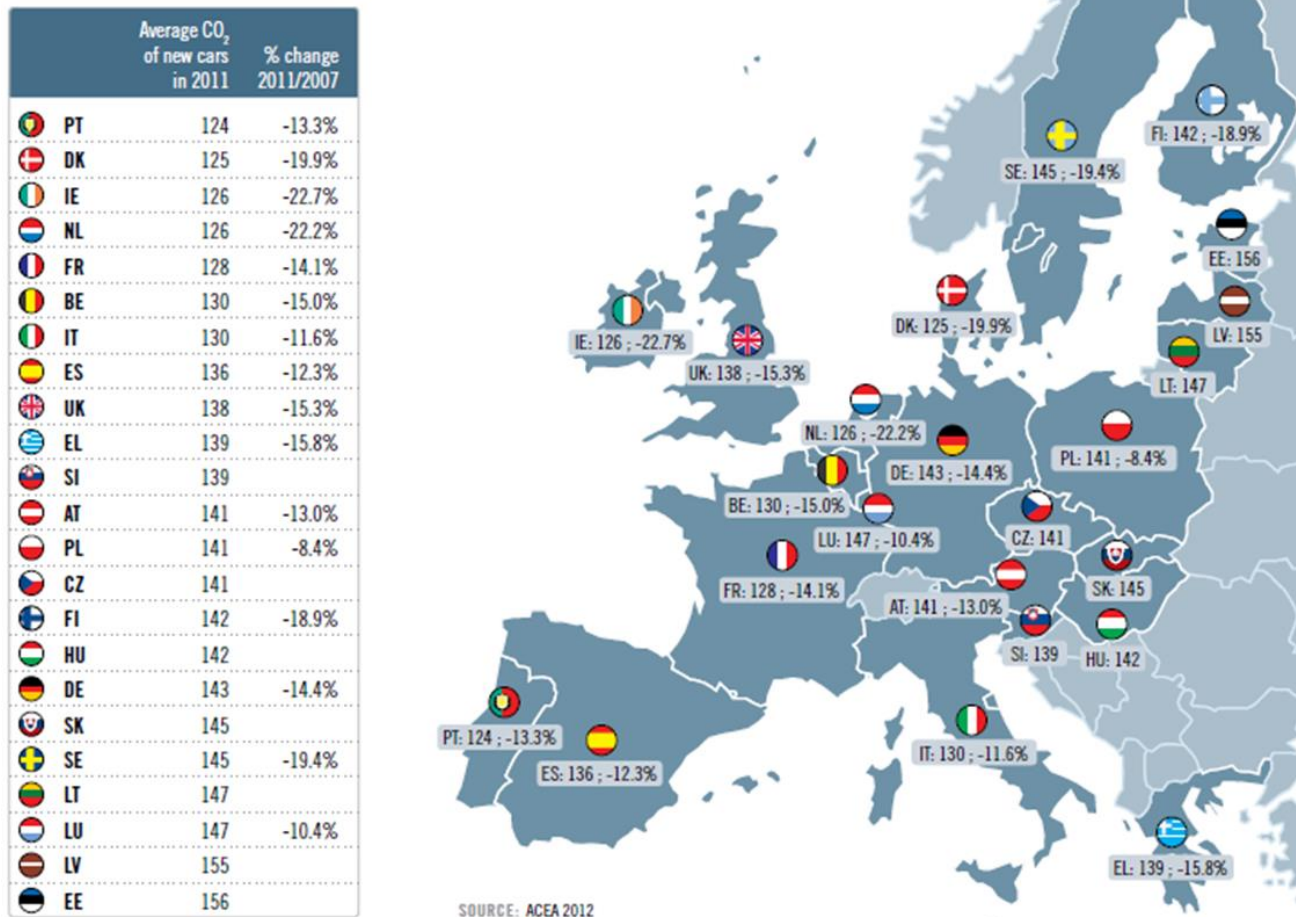 Average CO₂
of new cars % change
in 2011 2011/2007
PT 124 -13.3%
DK 125 -19.9%
IE 126 -22.7%
NL 126 -22.2%
FR 128 -14.1%
BE 130 -15.0%
IT 130 -11.6%
ES 136 -12.3%
UK 138 -15.3%
EL 139 -15.8%
SI 139
AT 141 -13.0%
PL 141 -8.4%
CZ 141
FI 142 -18.9%
HU 142
DE 143 -14.4%
SK 145
SE 145 -19.4%
LT 147
LU 147 -10.4%
LV 155
EE 156
FI: 142 ; -18.9%
SE: 145 ; -19.4%
EE: 156
DK: 125 ; -19.9%
LV: 155
IE: 126 ; -22.7%
UK: 138 ; -15.3%
LT: 147
NL: 126 ; -22.2%
DE: 143 ; -14.4%
PL: 141 ; -8.4%
BE: 130 ; -15.0%
LU: 147 ; -10.4%
CZ: 141
FR: 128 ; -14.1%
AT: 141 ; -13.0%
SK: 145
SI: 139
HU: 142
PT: 124 ; -13.3%
ES: 136 ; -12.3%
IT: 130 ; -11.6%
EL: 139 ; -15.8%
SOURCE: ACEA 2012